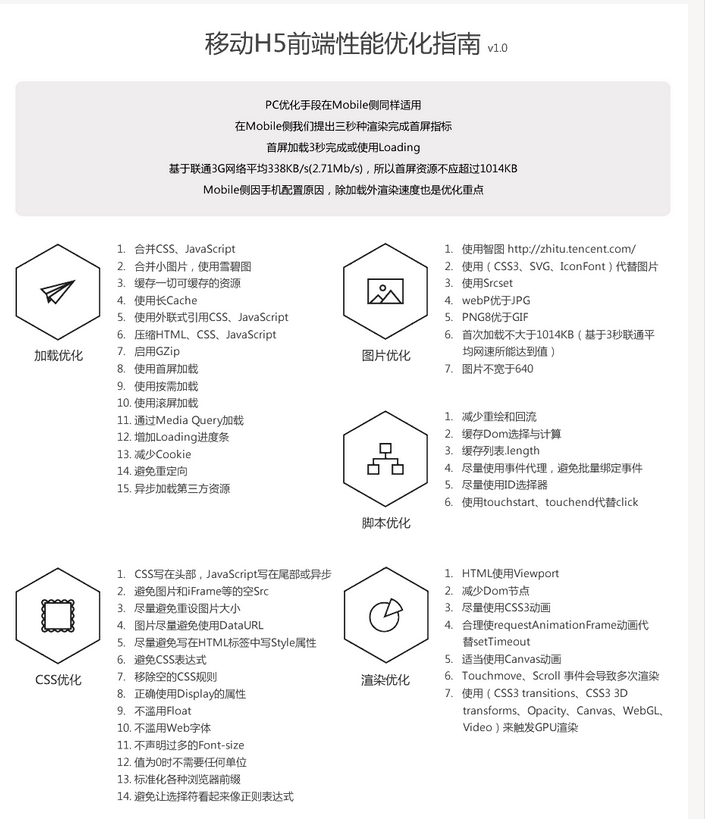 移动H5前端性能优化指南 v1.0
PC优化手段在Mobile侧同样适用
在Mobile侧我们提出三秒种渲染完成首屏指标
首屏加载3秒完成或使用Loading
基于联通3G网络平均338KB/s(2.71Mb/s)，所以首屏资源不应超过1014KB
Mobile侧因手机配置原因，除加载外渲染速度也是优化重点
加载优化
1. 合并CSS、JavaScript
2. 合并小图片，使用雪碧图
3. 缓存一切可缓存的资源
4. 使用长Cache
5. 使用外联式引用CSS、JavaScript
6. 压缩HTML、CSS、JavaScript
7. 启用GZip
8. 使用首屏加载
9. 使用按需加载
10. 使用滚屏加载
11. 通过Media Query加载
12. 增加Loading进度条
13. 减少Cookie
14. 避免重定向
15. 异步加载第三方资源
图片优化
1. 使用智图 http://zhitu.tencent.com/
2. 使用（CSS3、SVG、IconFont）代替图片
3. 使用Srcset
4. webP优于JPG
5. PNG8优于GIF
6. 首次加载不大于1014KB（基于3秒联通平
均网速所能达到值）
7. 图片不宽于640
脚本优化
1. 减少重绘和回流
2. 缓存Dom选择与计算
3. 缓存列表.length
4. 尽量使用事件代理，避免批量绑定事件
5. 尽量使用ID选择器
6. 使用touchstart、touchend代替click
CSS优化
1. CSS写在头部，JavaScript写在尾部或异步
2. 避免图片和iFrame等的空Src
3. 尽量避免重设图片大小
4. 图片尽量避免使用DataURL
5. 尽量避免写在HTML标签中写Style属性
6. 避免CSS表达式
7. 移除空的CSS规则
8. 正确使用Display的属性
9. 不滥用Float
10. 不滥用Web字体
11. 不声明过多的Font-size
12. 值为0时不需要任何单位
13. 标准化各种浏览器前缀
14. 避免让选择符看起来像正则表达式
渲染优化
1. HTML使用Viewport
2. 减少Dom节点
3. 尽量使用CSS3动画
4. 合理使requestAnimationFrame动画代
替setTimeout
5. 适当使用Canvas动画
6. Touchmove、Scroll 事件会导致多次渲染
7. 使用（CSS3 transitions、CSS3 3D
transforms、Opacity、Canvas、WebGL、
Video）来触发GPU渲染